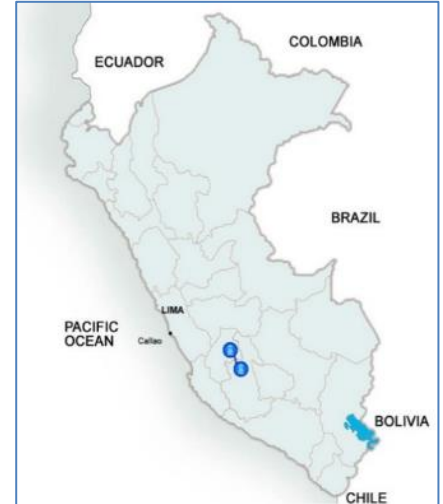 COLOMBIA
ECUADOR
BRAZIL
LIMA
PACIFIC
OCEAN
Callao
BOLIVIA
CHILE